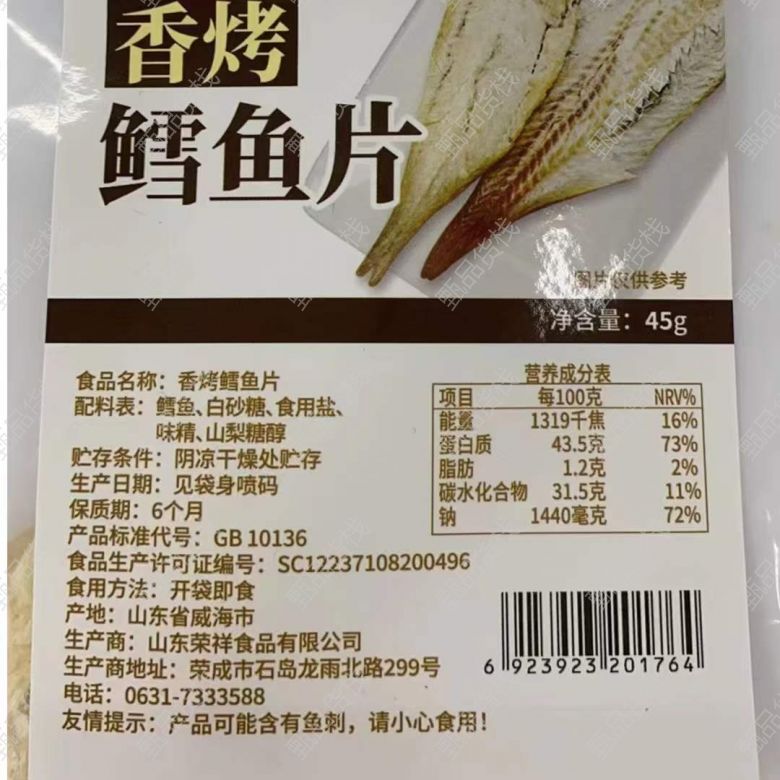 香烤
鳕鱼片
图片仅供参考
净含量：45g
食品名称：香烤鳕鱼片
配料表：鳕鱼、白砂糖、食用盐、
味精、山梨糖醇
贮存条件：阴凉干燥处贮存
生产日期：见袋身喷码
保质期：6个月
产品标准代号：GB 10136
食品生产许可证编号：SC12237108200496
食用方法：开袋即食
产地：山东省威海市
生产商：山东荣祥食品有限公司
生产商地址：荣成市石岛龙雨北路299号
电话：0631-7333588
友情提示：产品可能含有鱼刺，请小心食用！
营养成分表
项目 每100克 NRV%
能量 1319千焦 16%
蛋白质 43.5克 73%
脂肪 1.2克 2%
碳水化合物 31.5克 11%
钠 1440毫克 72%
6 923923 201764
甄品货栈